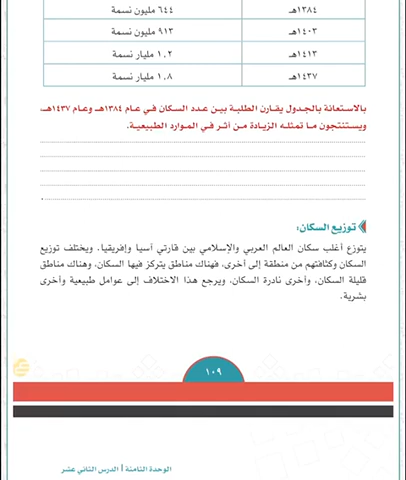 ١٣٨٤هـ ٦٤٤ مليون نسمة
١٤٠٣هـ ٩١٣ مليون نسمة
١٤١٣هـ ١.٢ مليار نسمة
١٤٣٧هـ ١.٨ مليار نسمة
بالاستعانة بالجدول يقارن الطلبة بين عدد السكان في عام ١٣٨٤هـ وعام ١٤٣٧هـ،
ويستنتجون ما تمثله الزيادة من أثر في الموارد الطبيعية.
توزيع السكان:
يتوزع أغلب سكان العالم العربي والإسلامي بين قارتي آسيا وإفريقيا. ويختلف توزيع
السكان وكثافتهم من منطقة إلى أخرى، فهناك مناطق يتركز فيها السكان، وهناك مناطق
قليلة السكان، وأخرى نادرة السكان. ويرجع هذا الاختلاف إلى عوامل طبيعية وأخرى
بشرية.
١٠٩
الوحدة الثامنة | الدرس الثاني عشر